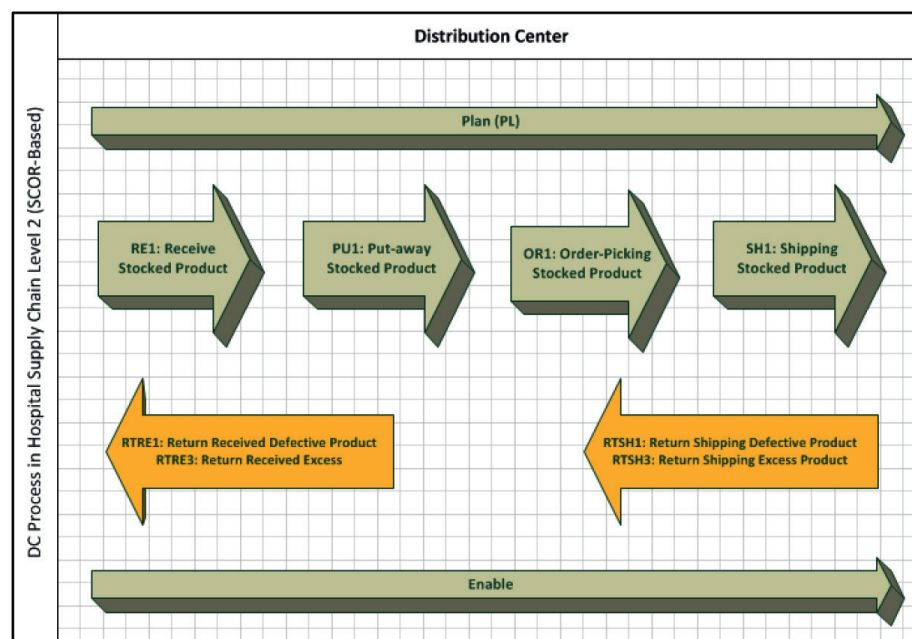 Distribution Center
DC Process in Hospital Supply Chain Level 2 (SCOR-Based)
Plan (PL)
RE1: Receive
Stocked Product
PU1: Put-away
Stocked Product
OR1: Order-Picking
Stocked Product
SH1: Shipping
Stocked Product
RTRE1: Return Received Defective Product
RTRE3: Return Received Excess
RTSH1: Return Shipping Defective Product
RTSH3: Return Shipping Excess Product
Enable